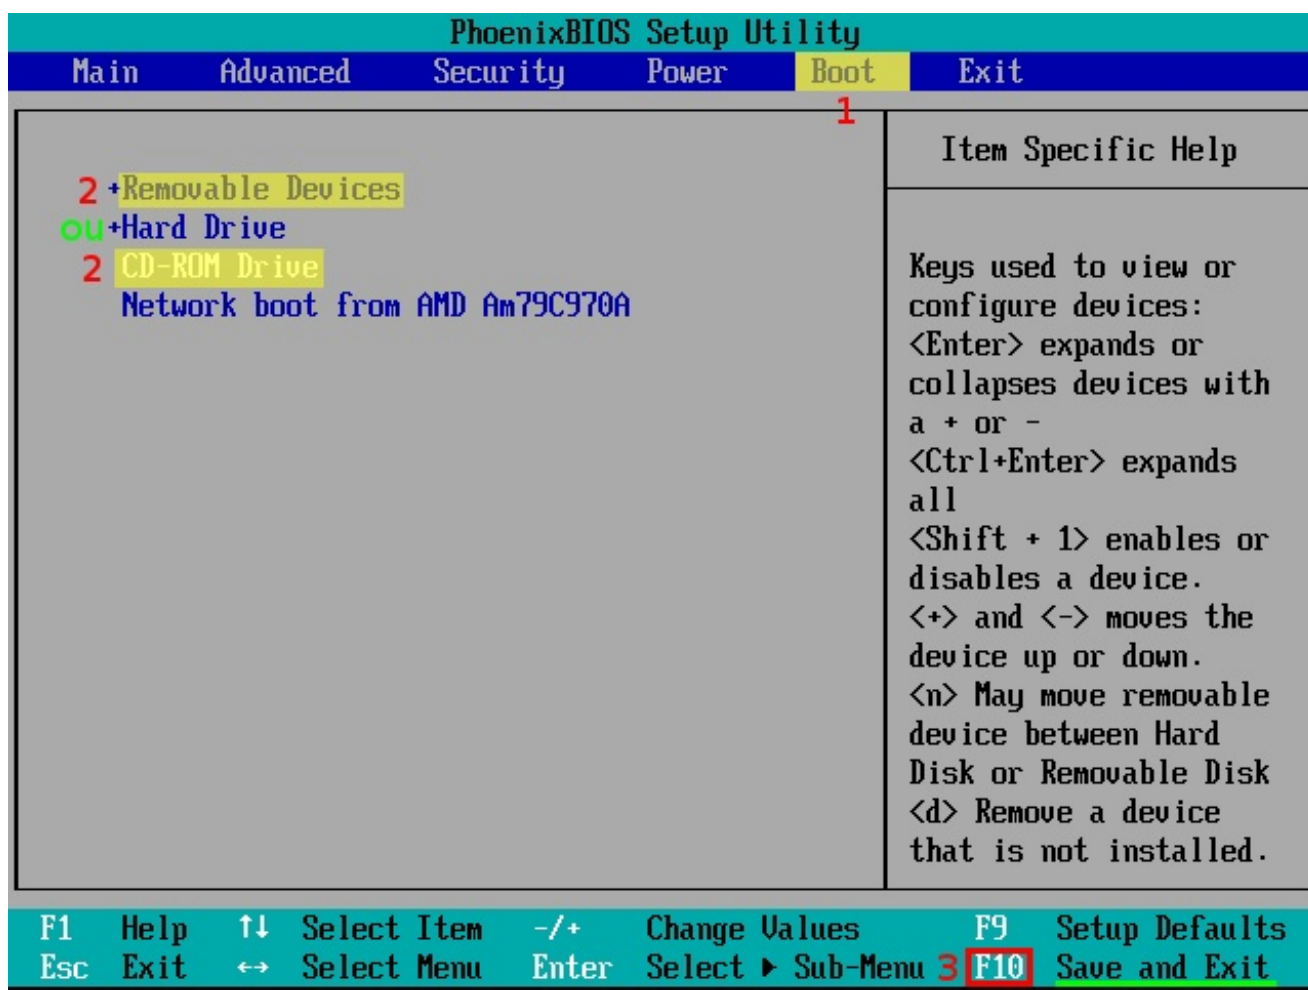 PhoenixBIOS Setup Utility
Main Advanced Security Power Boot Exit
1
Item Specific Help
2 +Removable Devices
ou +Hard Drive
2 CD-ROM Drive
Network boot from AMD Am79C970A
Keys used to view or
configure devices:
<Enter> expands or
collapses devices with
a + or -
<Ctrl+Enter> expands
all
<Shift + 1> enables or
disables a device.
<+> and <-> moves the
device up or down.
<n> May move removable
device between Hard
Disk or Removable Disk
<d> Remove a device
that is not installed.
F1 Help ↑↓ Select Item -/+ Change Values F9 Setup Defaults
Esc Exit ↔ Select Menu Enter Select ▶ Sub-Menu 3 F10 Save and Exit